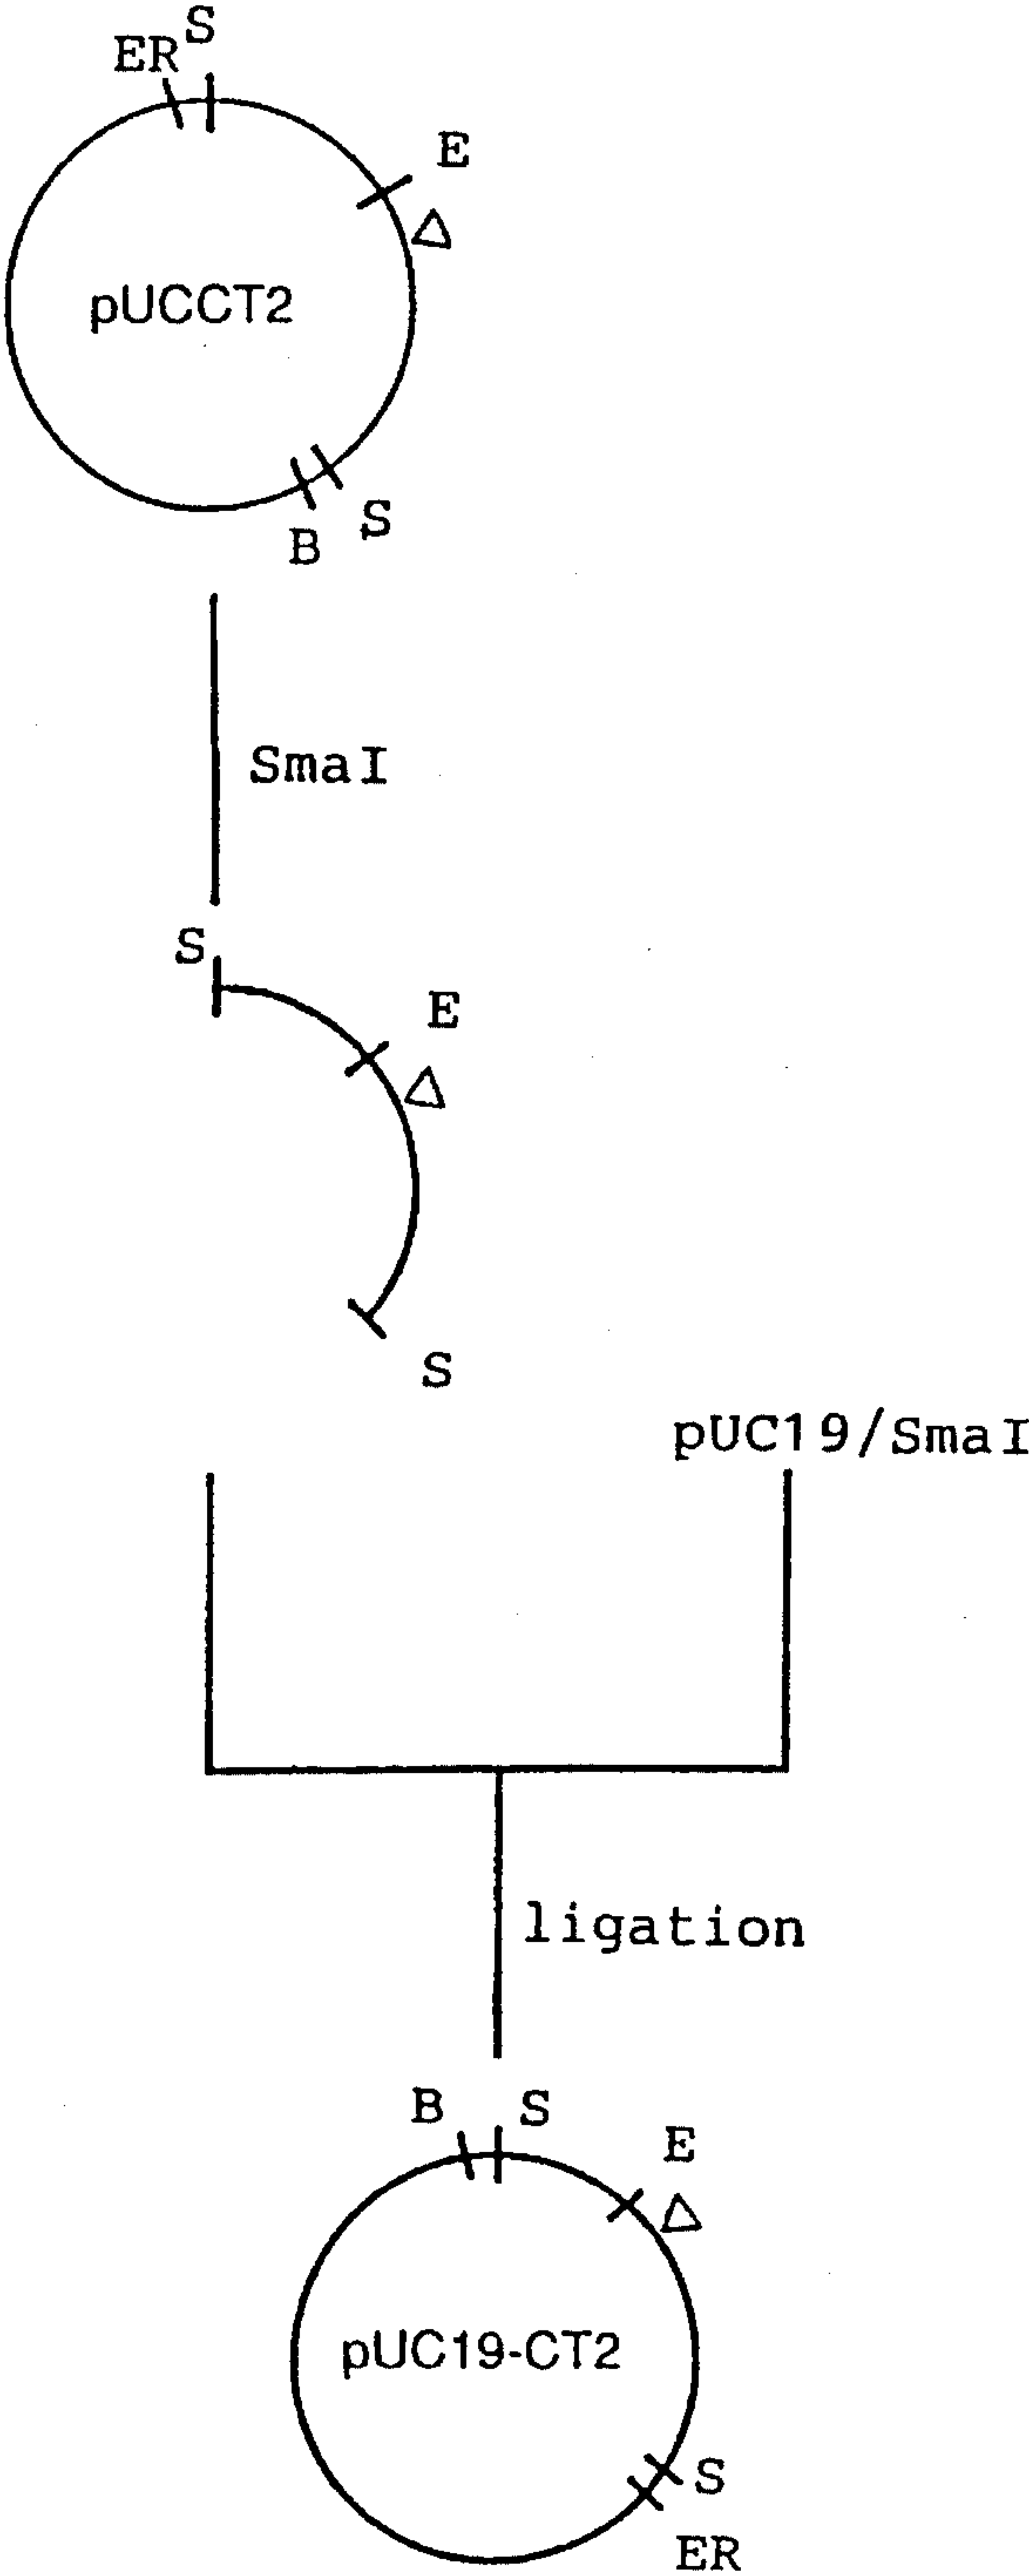 S
ER
E
Δ
pUCCT2
S
B
SmaI
S
E
Δ
S
pUC19/SmaI
ligation
B S
E
Δ
pUC19-CT2
S
ER